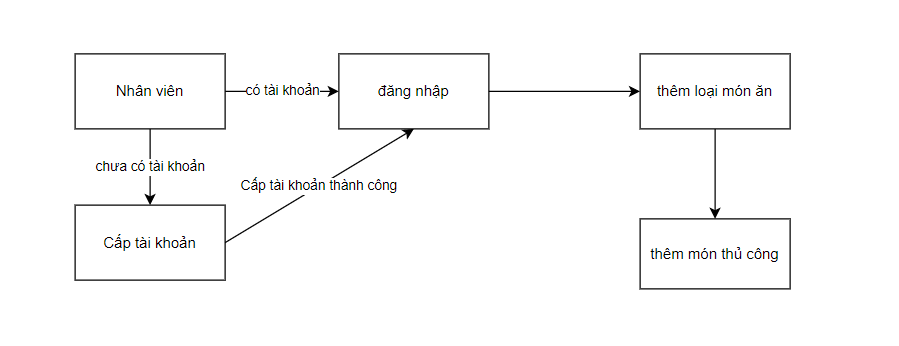 Nhân viên
có tài khoản
đăng nhập
thêm loại món ăn
chưa có tài khoản
Cấp tài khoản thành công
Cấp tài khoản
thêm món thủ công